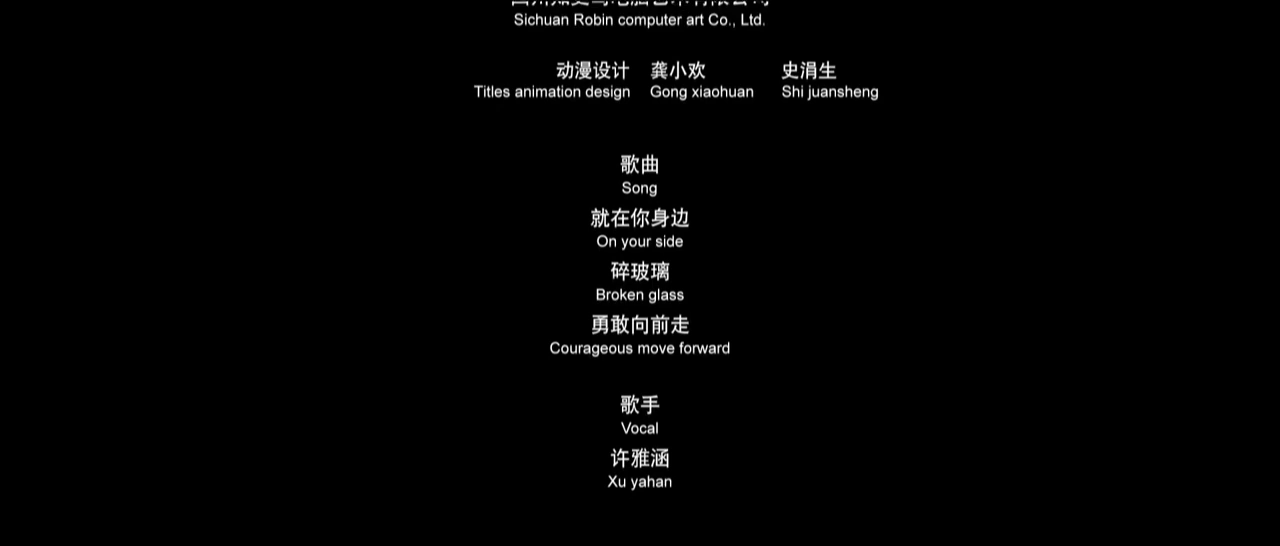 Sichuan Robin computer art Co., Ltd.
动漫设计 龚小欢 史涓生
Titles animation design Gong xiaohuan Shi juansheng
歌曲
Song
就在你身边
On your side
碎玻璃
Broken glass
勇敢向前走
Courageous move forward
歌手
Vocal
许雅涵
Xu yahan